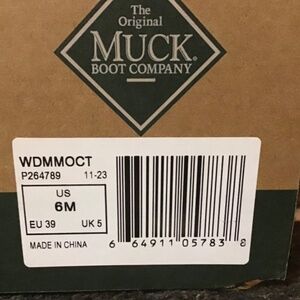 The
Original
MUCK®
BOOT COMPANY
WDMMOCT
P264789 11-23
US
6M
EU 39 UK 5
MADE IN CHINA
6 64911 05783 8